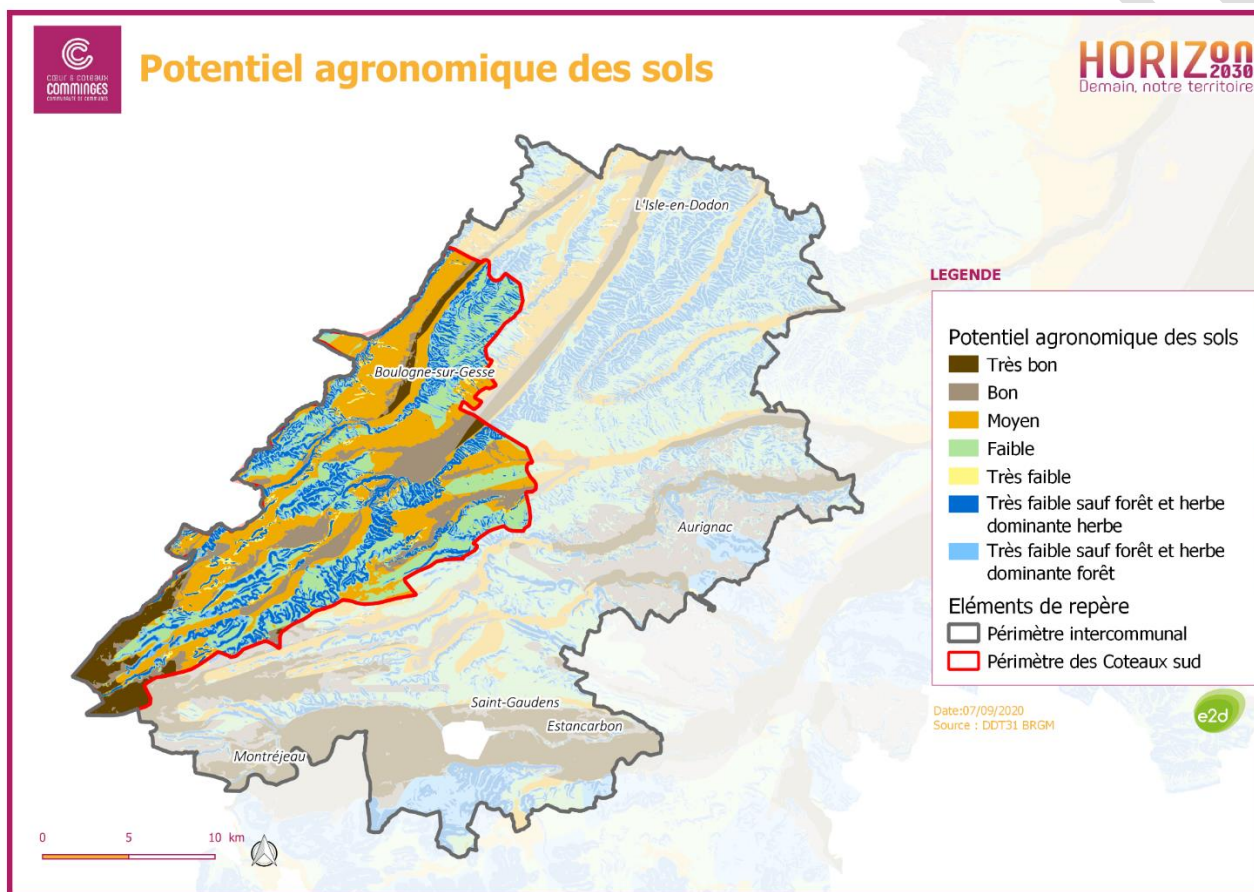 CŒUR & COTEAUX
COMMINGES
COMMUNAUTÉ DE COMMUNES
Potentiel agronomique des sols
HORIZON
2030
Demain, notre territoire
L'Isle-en-Dodon
Boulogne-sur-Gesse
Aurignac
Saint-Gaudens
Estancarbon
Montréjeau
LEGENDE
Potentiel agronomique des sols
Très bon
Bon
Moyen
Faible
Très faible
Très faible sauf forêt et herbe
dominante herbe
Très faible sauf forêt et herbe
dominante forêt
Eléments de repère
Périmètre intercommunal
Périmètre des Coteaux sud
Date:07/09/2020
Source : DDT31 BRGM
e2d
0 5 10 km